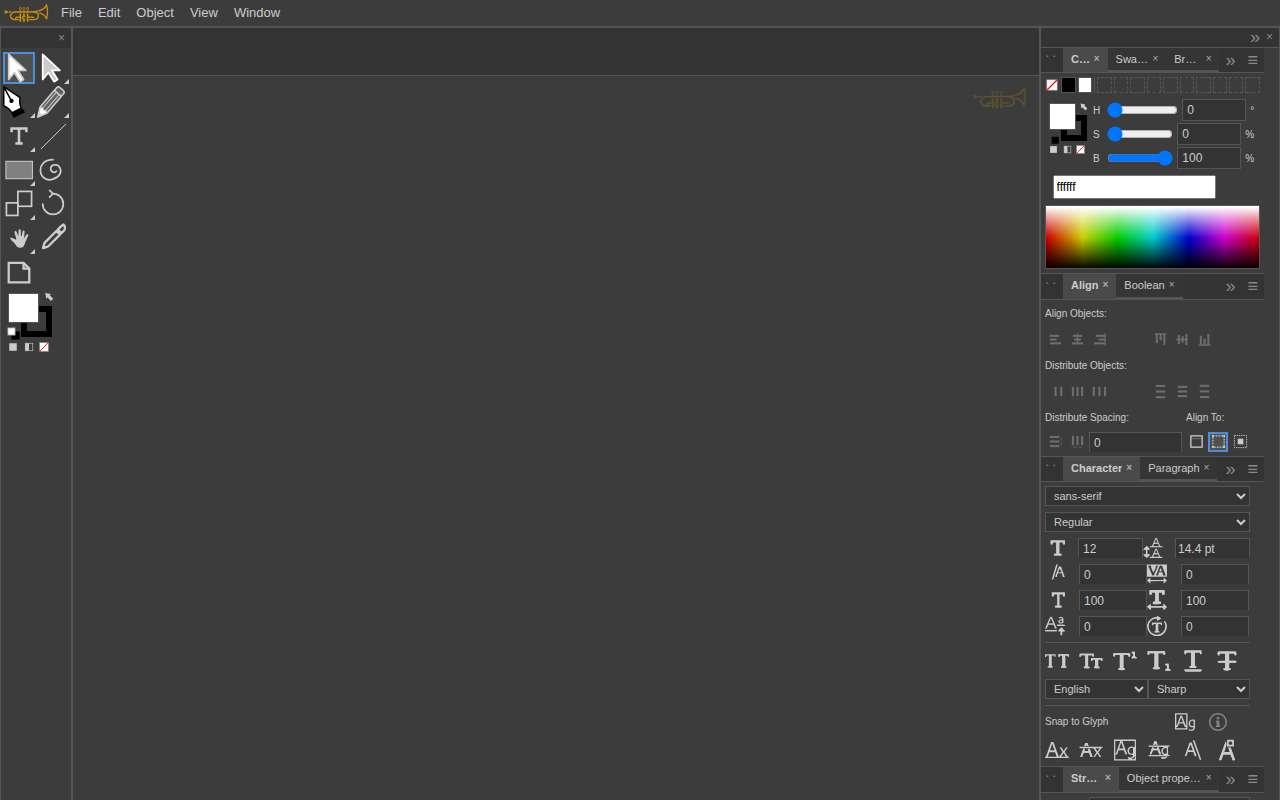 File Edit Object View Window
C... Swa... Br...
H 0 °
S 0 %
B 100 %
ffffff
Align Boolean
Align Objects:
Distribute Objects:
Distribute Spacing: Align To:
0
Character Paragraph
sans-serif
Regular
12 14.4 pt
0 0
100 100
0 0
English Sharp
Snap to Glyph
Str... Object prope...